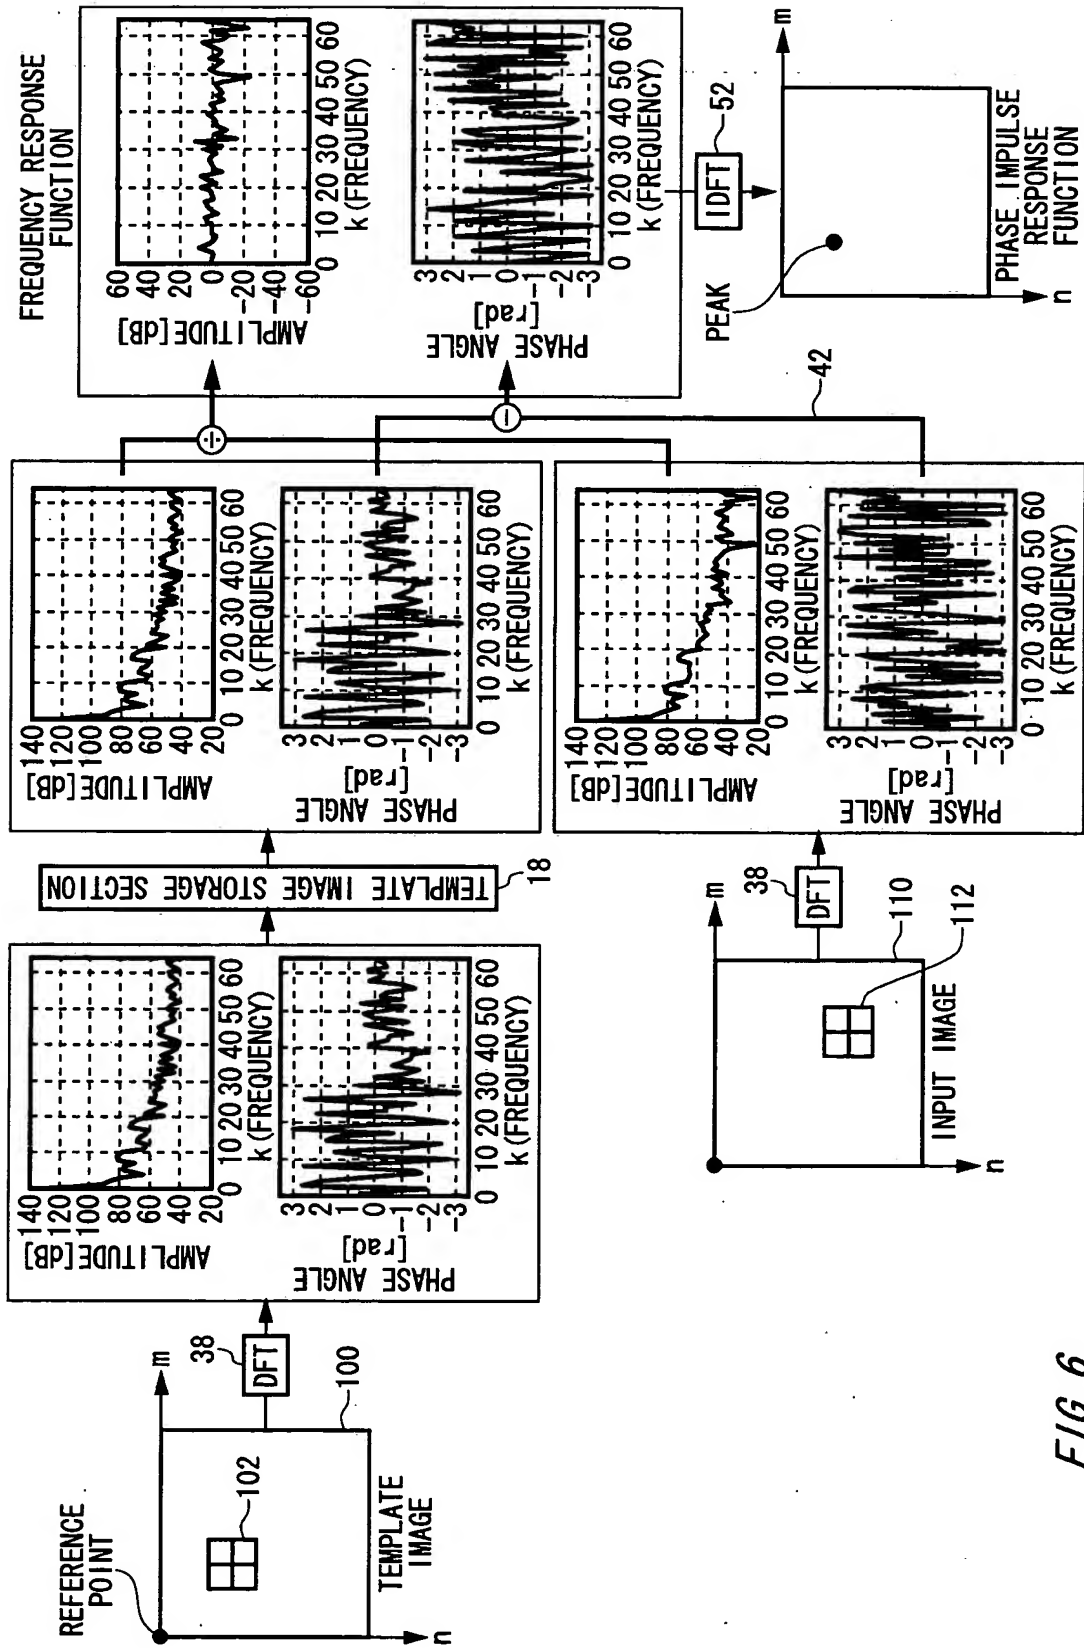 REFERENCE
POINT
m
n
102
100
TEMPLATE
IMAGE
38
DFT
AMPLITUDE[dB]
140
120
100
80
60
40
20
0 10 20 30 40 50 60
k(FREQUENCY)
PHASE ANGLE
[rad]
3
2
1
0
-1
-2
-3
0 10 20 30 40 50 60
k(FREQUENCY)
TEMPLATE IMAGE STORAGE SECTION
18
AMPLITUDE[dB]
140
120
100
80
60
40
20
0 10 20 30 40 50 60
k(FREQUENCY)
PHASE ANGLE
[rad]
3
2
1
0
-1
-2
-3
0 10 20 30 40 50 60
k(FREQUENCY)
m
n
INPUT IMAGE
110
112
38
DFT
AMPLITUDE[dB]
140
120
100
80
60
40
20
0 10 20 30 40 50 60
k(FREQUENCY)
PHASE ANGLE
[rad]
3
2
1
0
-1
-2
-3
0 10 20 30 40 50 60
k(FREQUENCY)
÷
−
42
FREQUENCY RESPONSE
FUNCTION
AMPLITUDE[dB]
60
40
20
0
-20
-40
-60
0 10 20 30 40 50 60
k(FREQUENCY)
PHASE ANGLE
[rad]
3
2
1
0
-1
-2
-3
0 10 20 30 40 50 60
k(FREQUENCY)
IDFT
52
PEAK
m
n
PHASE IMPULSE
RESPONSE
FUNCTION
FIG. 6